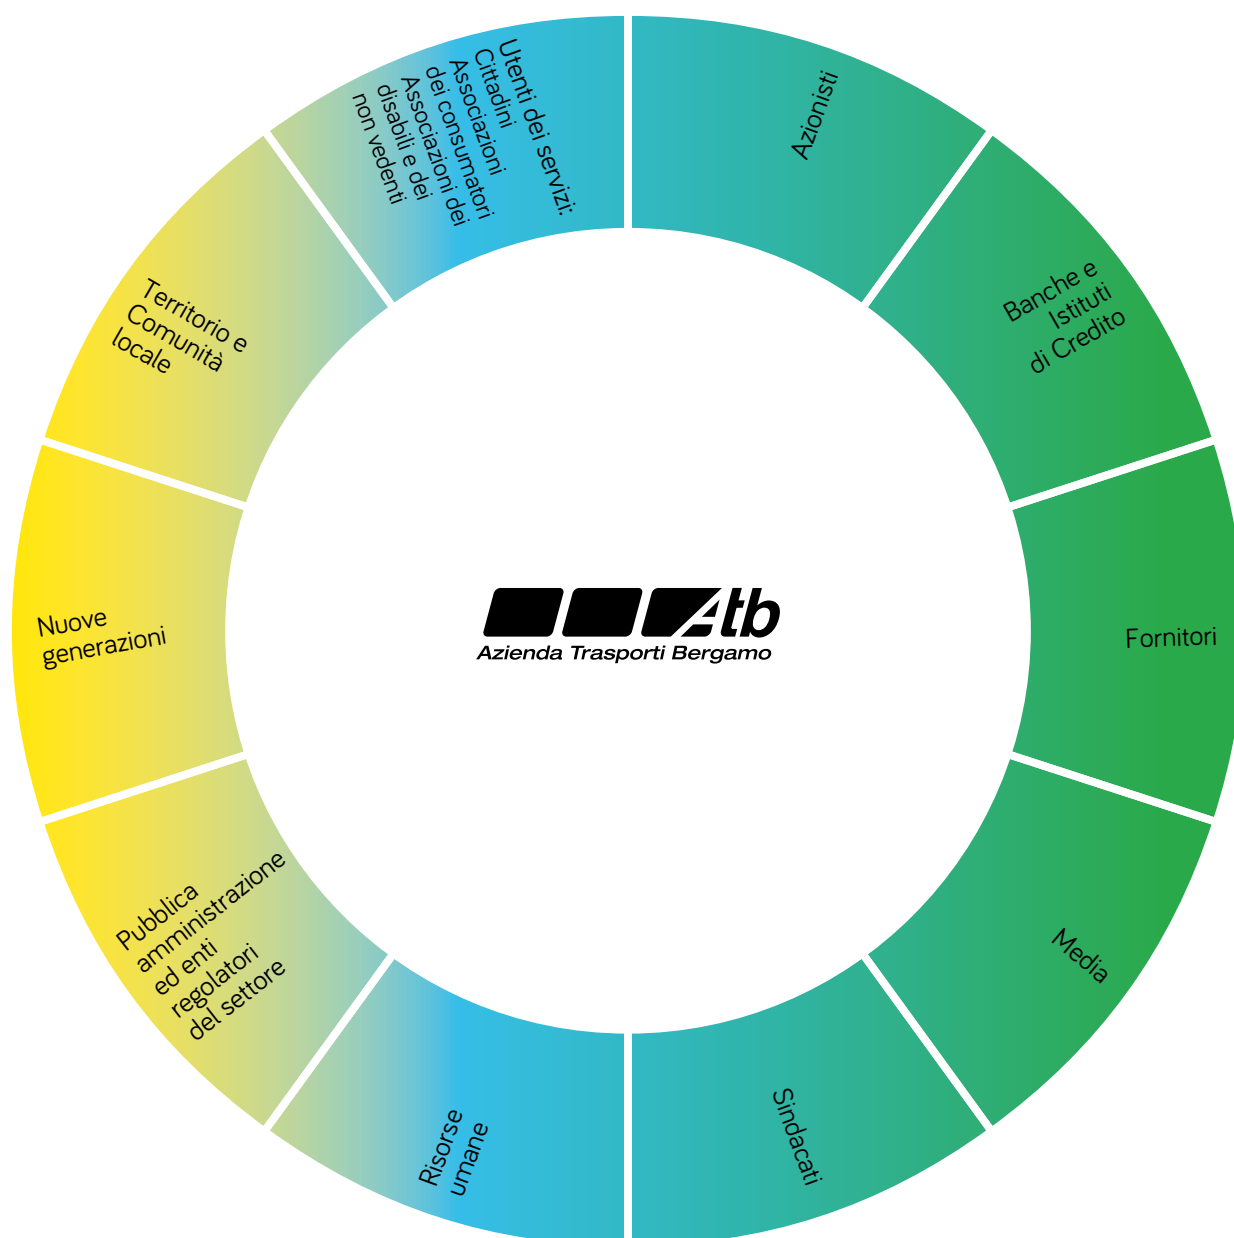 Utenti dei servizi:
Cittadini
Associazioni
dei consumatori
Associazioni dei
disabili e dei
non vedenti
Azionisti
Banche e
Istituti
di Credito
Fornitori
Media
Sindacati
Risorse
umane
Pubblica
amministrazione
ed enti
regolatori
del settore
Nuove
generazioni
Territorio e
Comunità
locale
Atb
Azienda Trasporti Bergamo